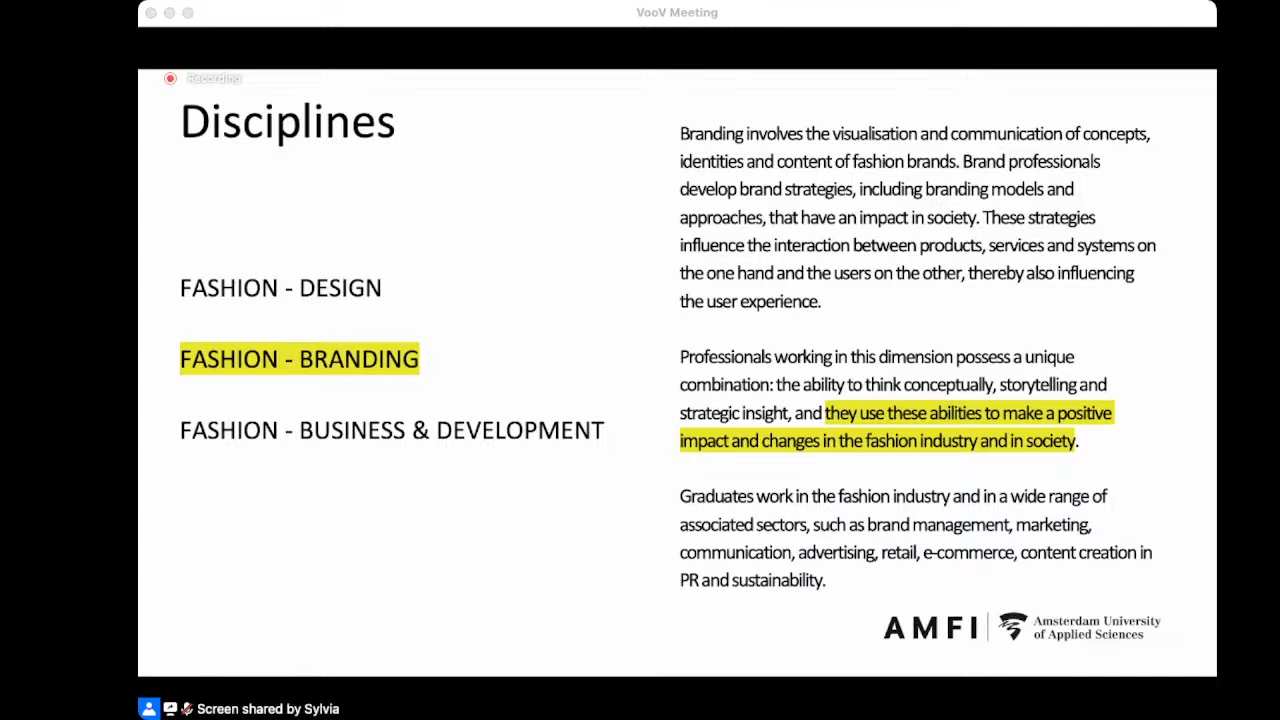 VooV Meeting
Recording
Disciplines
FASHION - DESIGN
FASHION - BRANDING
FASHION - BUSINESS & DEVELOPMENT
Branding involves the visualisation and communication of concepts,
identities and content of fashion brands. Brand professionals
develop brand strategies, including branding models and
approaches, that have an impact in society. These strategies
influence the interaction between products, services and systems on
the one hand and the users on the other, thereby also influencing
the user experience.
Professionals working in this dimension possess a unique
combination: the ability to think conceptually, storytelling and
strategic insight, and they use these abilities to make a positive
impact and changes in the fashion industry and in society.
Graduates work in the fashion industry and in a wide range of
associated sectors, such as brand management, marketing,
communication, advertising, retail, e-commerce, content creation in
PR and sustainability.
AMFI
Amsterdam University
of Applied Sciences
Screen shared by Sylvia